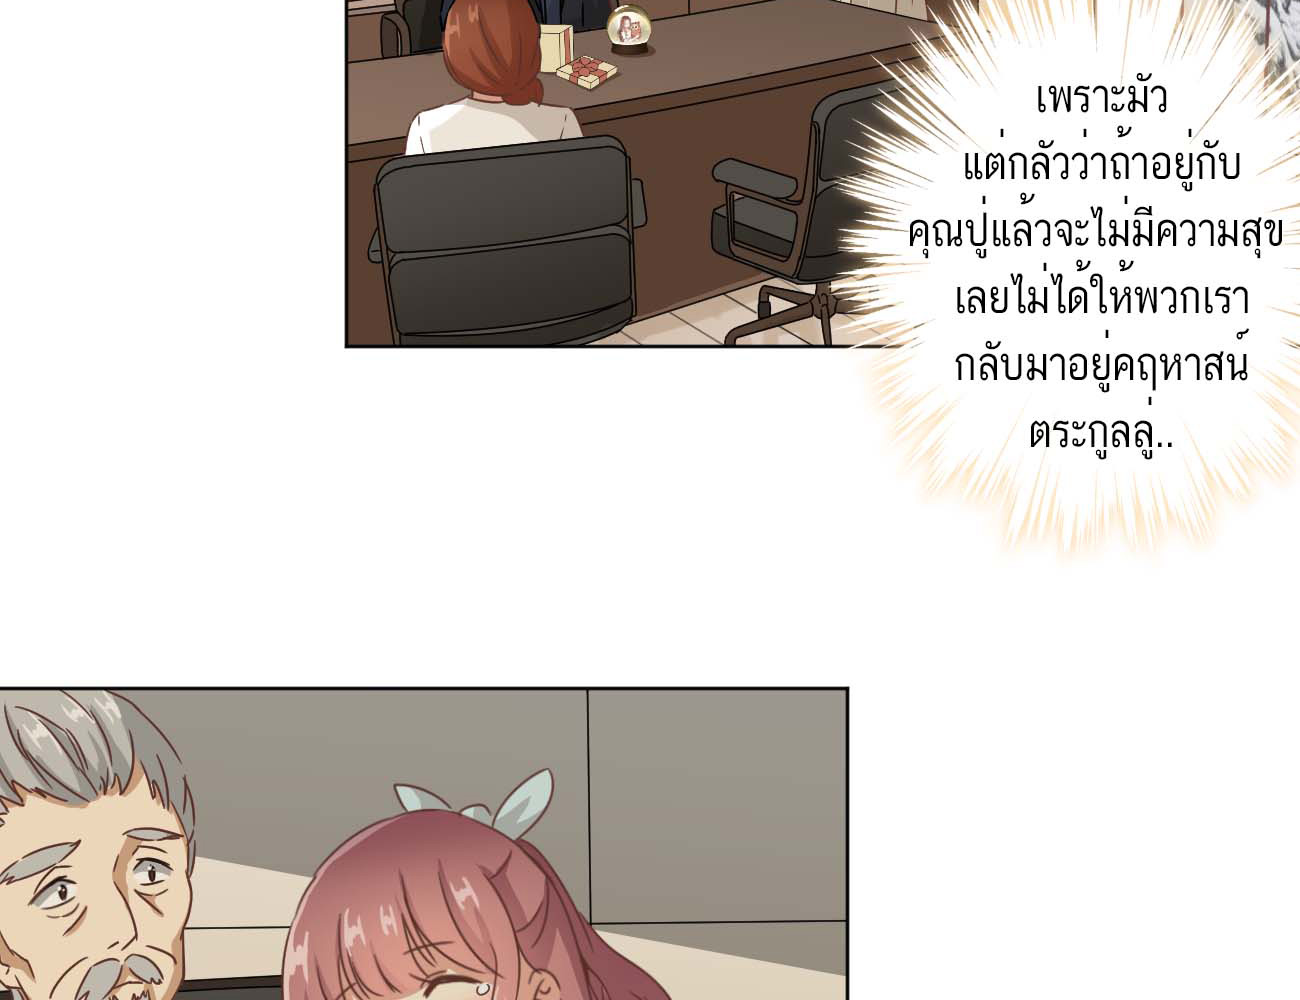 เพราะมัว
แต่กลัวว่าถ้าอยู่กับ
คุณปู่แล้วจะไม่มีความสุข
เลยไม่ได้ให้พวกเรา
กลับมาอยู่คฤหาสน์
ตระกูลลู่..